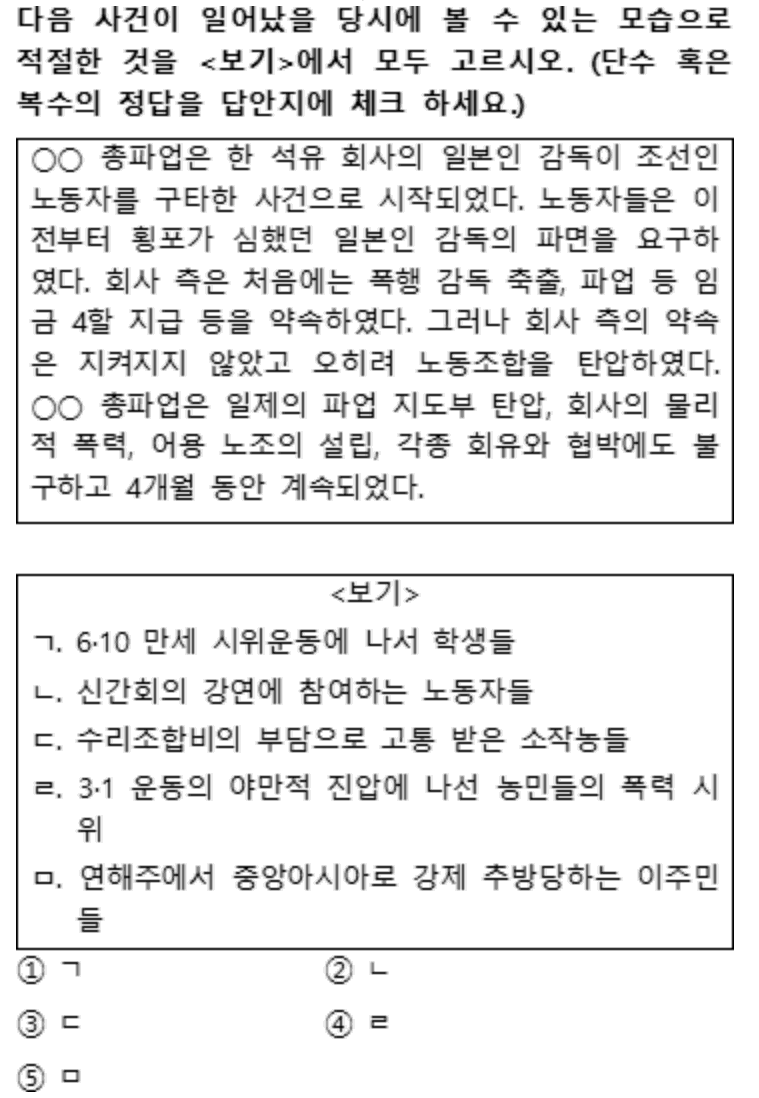 다음 사건이 일어났을 당시에 볼 수 있는 모습으로
적절한 것을 <보기>에서 모두 고르시오. (단수 혹은
복수의 정답을 답안지에 체크 하세요.)
○○ 총파업은 한 석유 회사의 일본인 감독이 조선인
노동자를 구타한 사건으로 시작되었다. 노동자들은 이
전부터 횡포가 심했던 일본인 감독의 파면을 요구하
였다. 회사 측은 처음에는 폭행 감독 축출, 파업 등 임
금 4할 지급 등을 약속하였다. 그러나 회사 측의 약속
은 지켜지지 않았고 오히려 노동조합을 탄압하였다.
○○ 총파업은 일제의 파업 지도부 탄압, 회사의 물리
적 폭력, 어용 노조의 설립, 각종 회유와 협박에도 불
구하고 4개월 동안 계속되었다.
<보기>
ㄱ. 6·10 만세 시위운동에 나서 학생들
ㄴ. 신간회의 강연에 참여하는 노동자들
ㄷ. 수리조합비의 부담으로 고통 받은 소작농들
ㄹ. 3·1 운동의 야만적 진압에 나선 농민들의 폭력 시
위
ㅁ. 연해주에서 중앙아시아로 강제 추방당하는 이주민
들
① ㄱ ② ㄴ
③ ㄷ ④ ㄹ
⑤ ㅁ